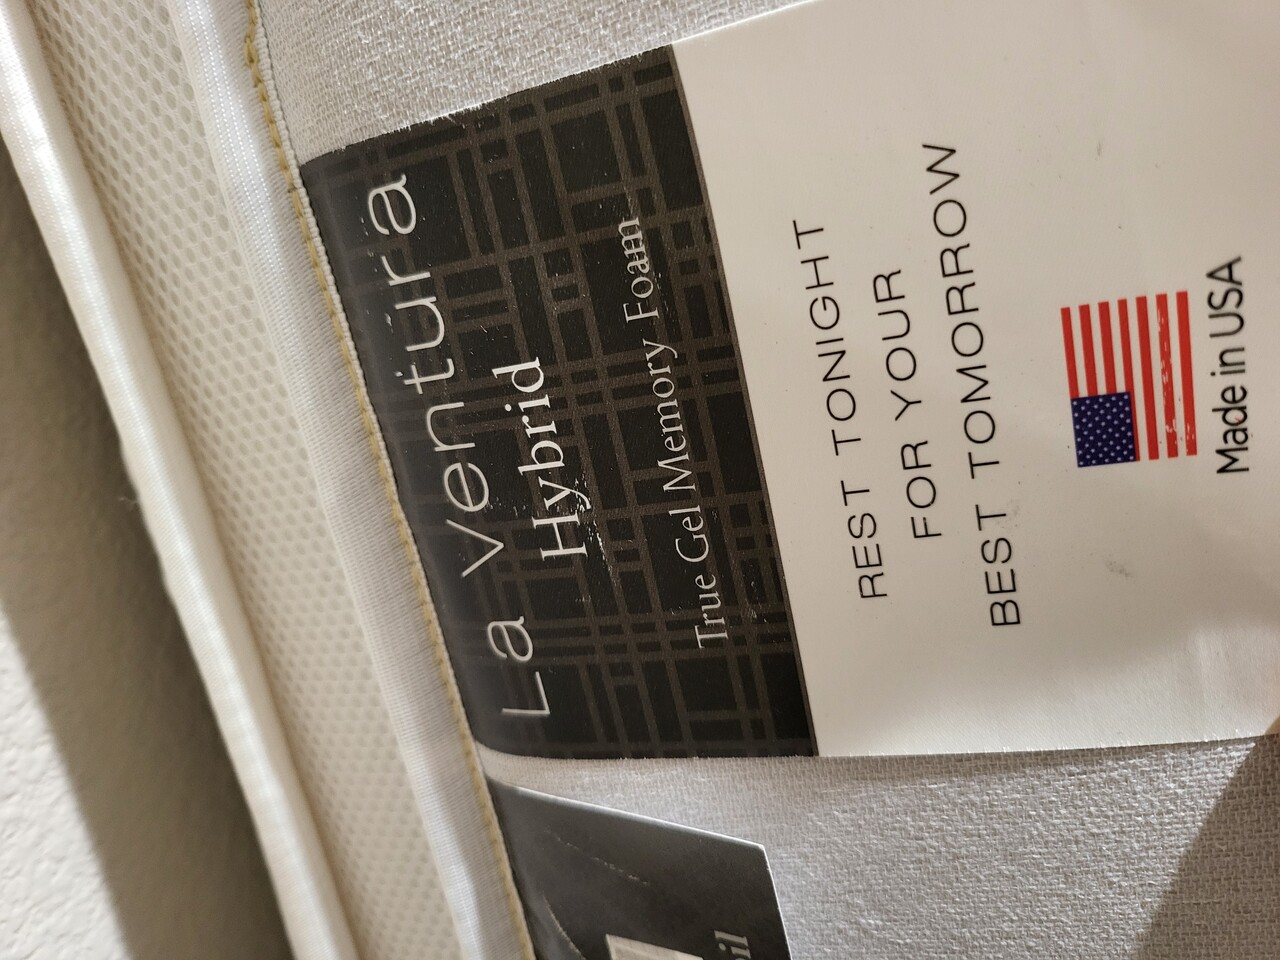 La ventura
Hybrid
True Gel Memory Foam
REST TONIGHT
FOR YOUR
BEST TOMORROW
Made in USA